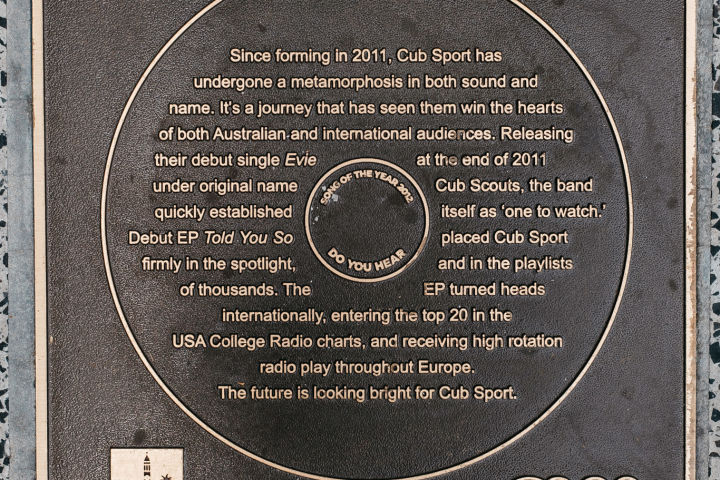 Since forming in 2011, Cub Sport has
undergone a metamorphosis in both sound and
name. It's a journey that has seen them win the hearts
of both Australian and international audiences. Releasing
their debut single Evie at the end of 2011
under original name Cub Scouts, the band
quickly established itself as ‘one to watch.’
Debut EP Told You So placed Cub Sport
firmly in the spotlight, and in the playlists
of thousands. The EP turned heads
internationally, entering the top 20 in the
USA College Radio charts, and receiving high rotation
radio play throughout Europe.
The future is looking bright for Cub Sport.
SONG OF THE YEAR 2012
DO YOU HEAR